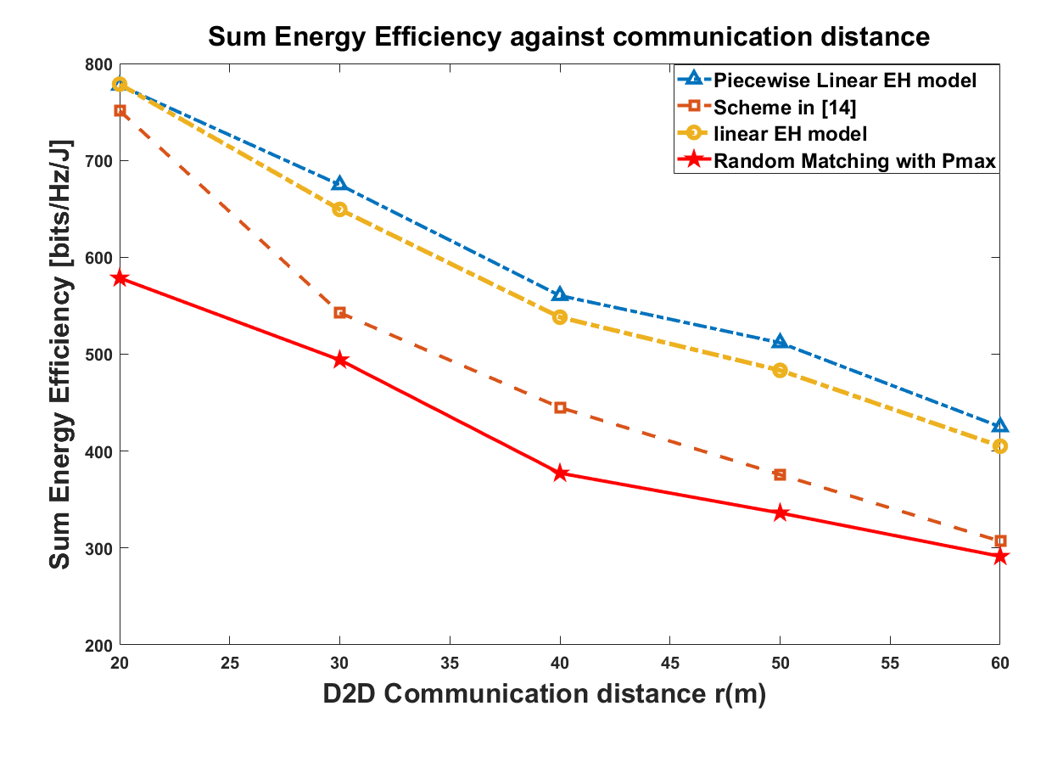 Sum Energy Efficiency against communication distance
Piecewise Linear EH model
Scheme in [14]
linear EH model
Random Matching with Pmax
Sum Energy Efficiency [bits/Hz/J]
800
700
600
500
400
300
200
20 25 30 35 40 45 50 55 60
D2D Communication distance r(m)